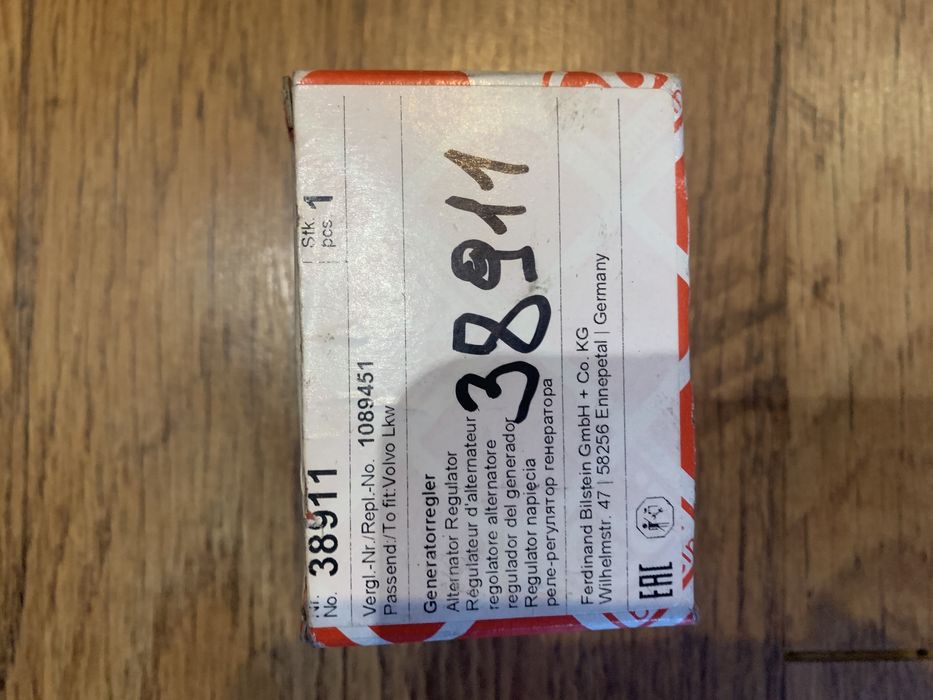 Nr.
No. 38911
Stk.
pcs. 1
Vergl.-Nr./Repl.-No. 1089451
Passend:/To fit:Volvo Lkw
Generatorregler
Alternator Regulator
Régulateur d'alternateur
regolatore alternatore
regulador del generador
Regulator napięcia
реле-регулятор генератора
38911
Ferdinand Bilstein GmbH + Co. KG
Wilhelmstr. 47 | 58256 Ennepetal | Germany
EAC